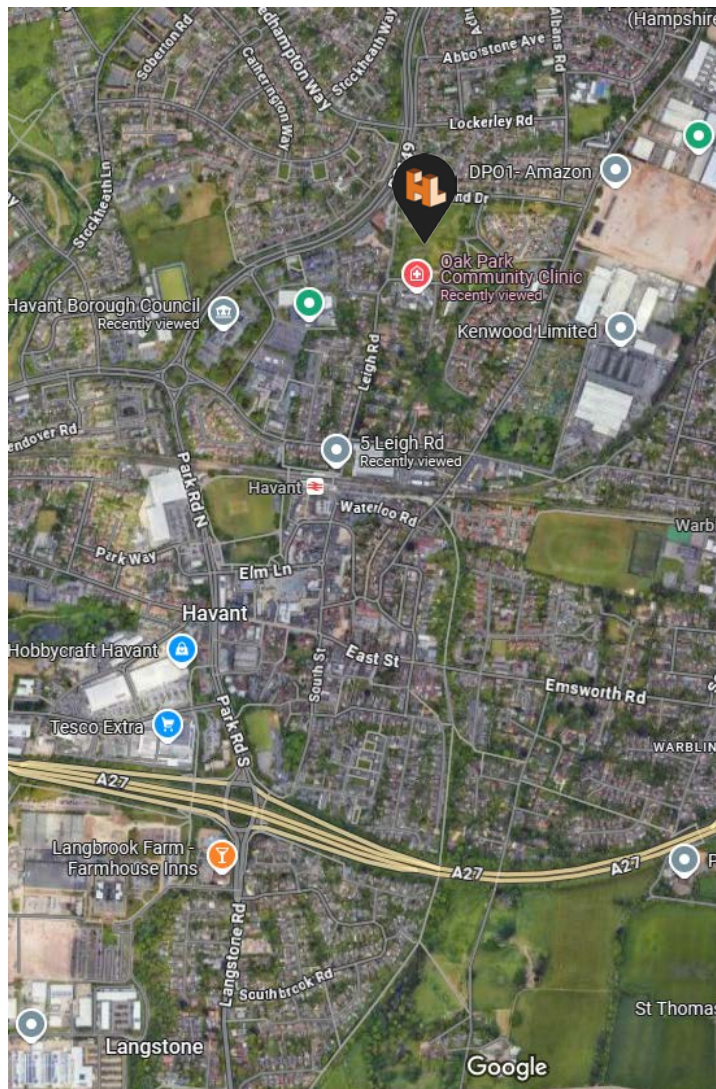 (Hampshire
Soberton Rd
Stockheath Way
Catherington Way
Abbotstone Ave
Albans Rd
Lockerley Rd
DPO1- Amazon
HL
Stockheath Ln
Oak Park
Community Clinic
Recently viewed
Havant Borough Council
Recently viewed
Kenwood Limited
Leigh Rd
5 Leigh Rd
Recently viewed
Park Rd N
Havant
Waterloo Rd
Park Way
Elm Ln
Havant
Hobbycraft Havant
East St
South St
Emsworth Rd
Tesco Extra
Park Rd S
WARBLIN
A27
Langbrook Farm -
Farmhouse Inns
A27
A27
Langstone Rd
Southbrook Rd
St Thomas
Langstone
Google